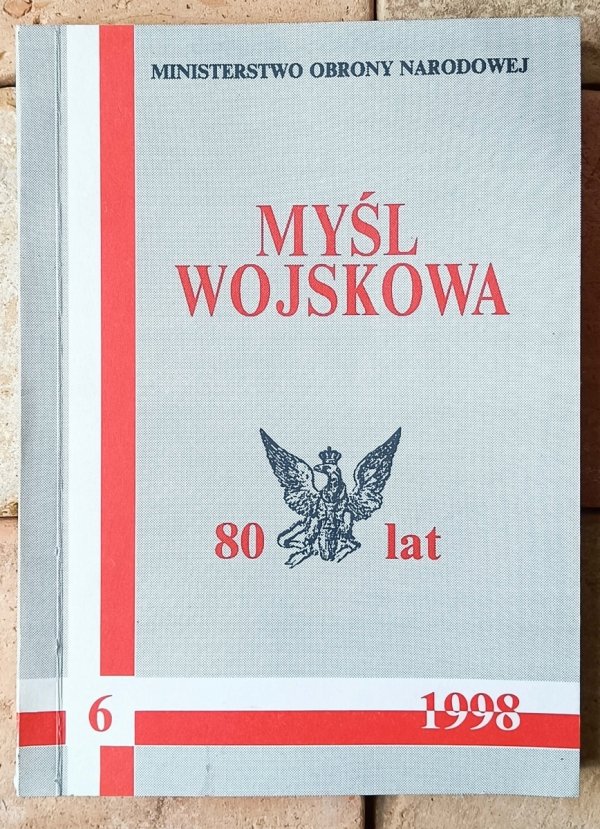 MINISTERSTWO OBRONY NARODOWEJ
MYŚL
WOJSKOWA
80 lat
6 1998